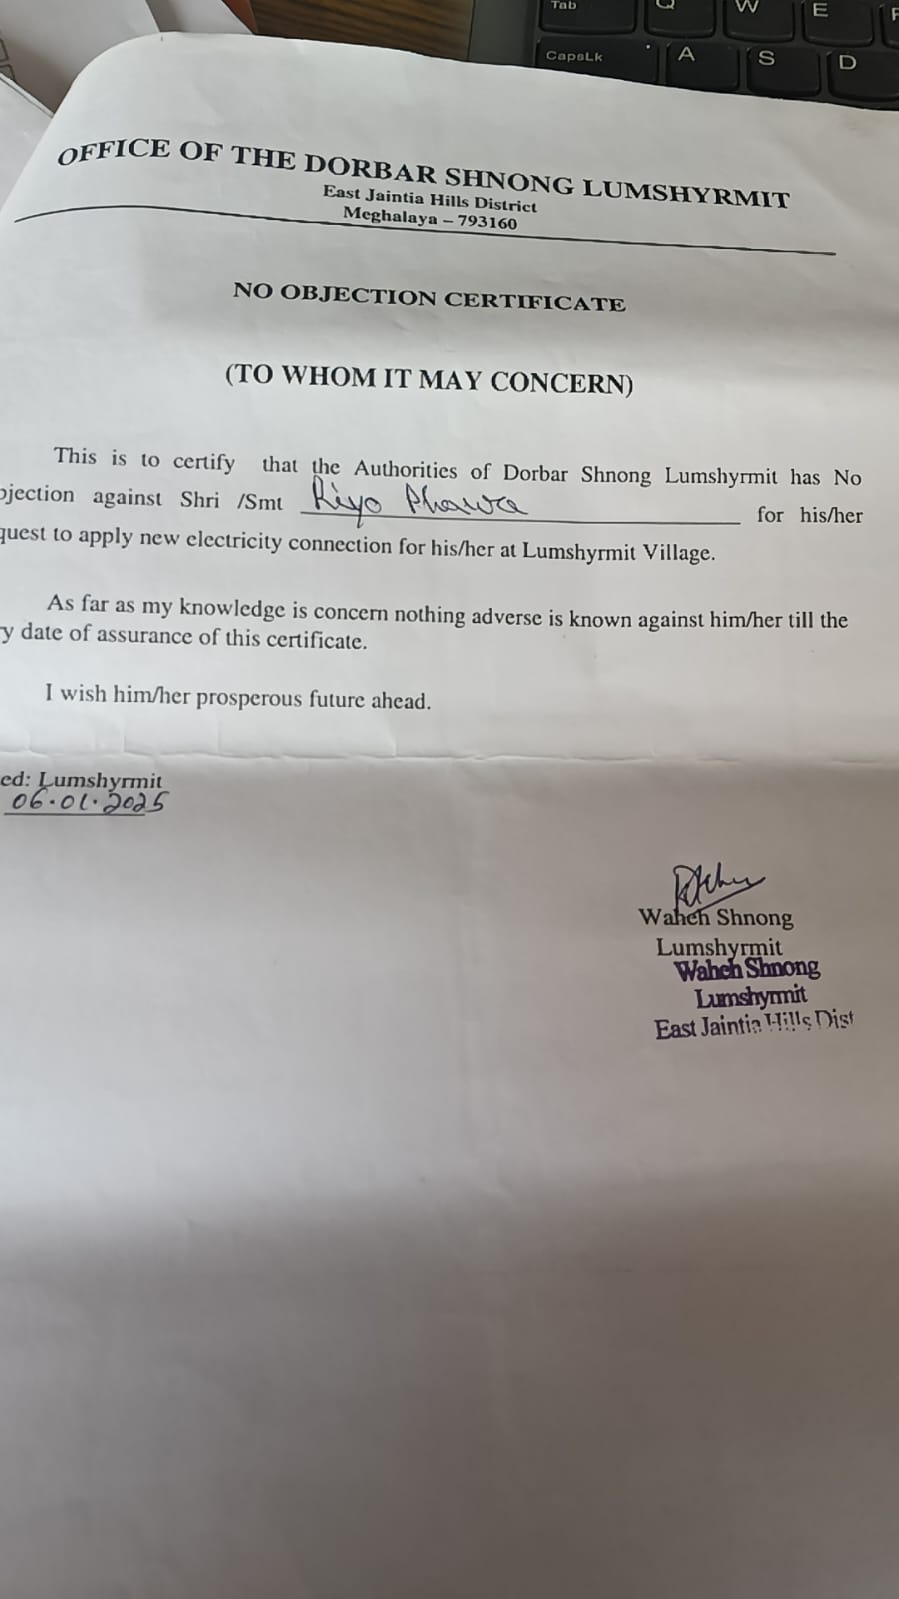 Tab Q W E
CapsLk A S D
OFFICE OF THE DORBAR SHNONG LUMSHYRMIT
East Jaintia Hills District
Meghalaya – 793160
NO OBJECTION CERTIFICATE
(TO WHOM IT MAY CONCERN)
This is to certify that the Authorities of Dorbar Shnong Lumshyrmit has No
bjection against Shri /Smt Riyo Phawa for his/her
quest to apply new electricity connection for his/her at Lumshyrmit Village.
As far as my knowledge is concern nothing adverse is known against him/her till the
y date of assurance of this certificate.
I wish him/her prosperous future ahead.
ed: Lumshyrmit
06.01.2025
Waheh Shnong
Lumshyrmit
Waheh Shnong
Lumshyrmit
East Jaintia Hills Dist